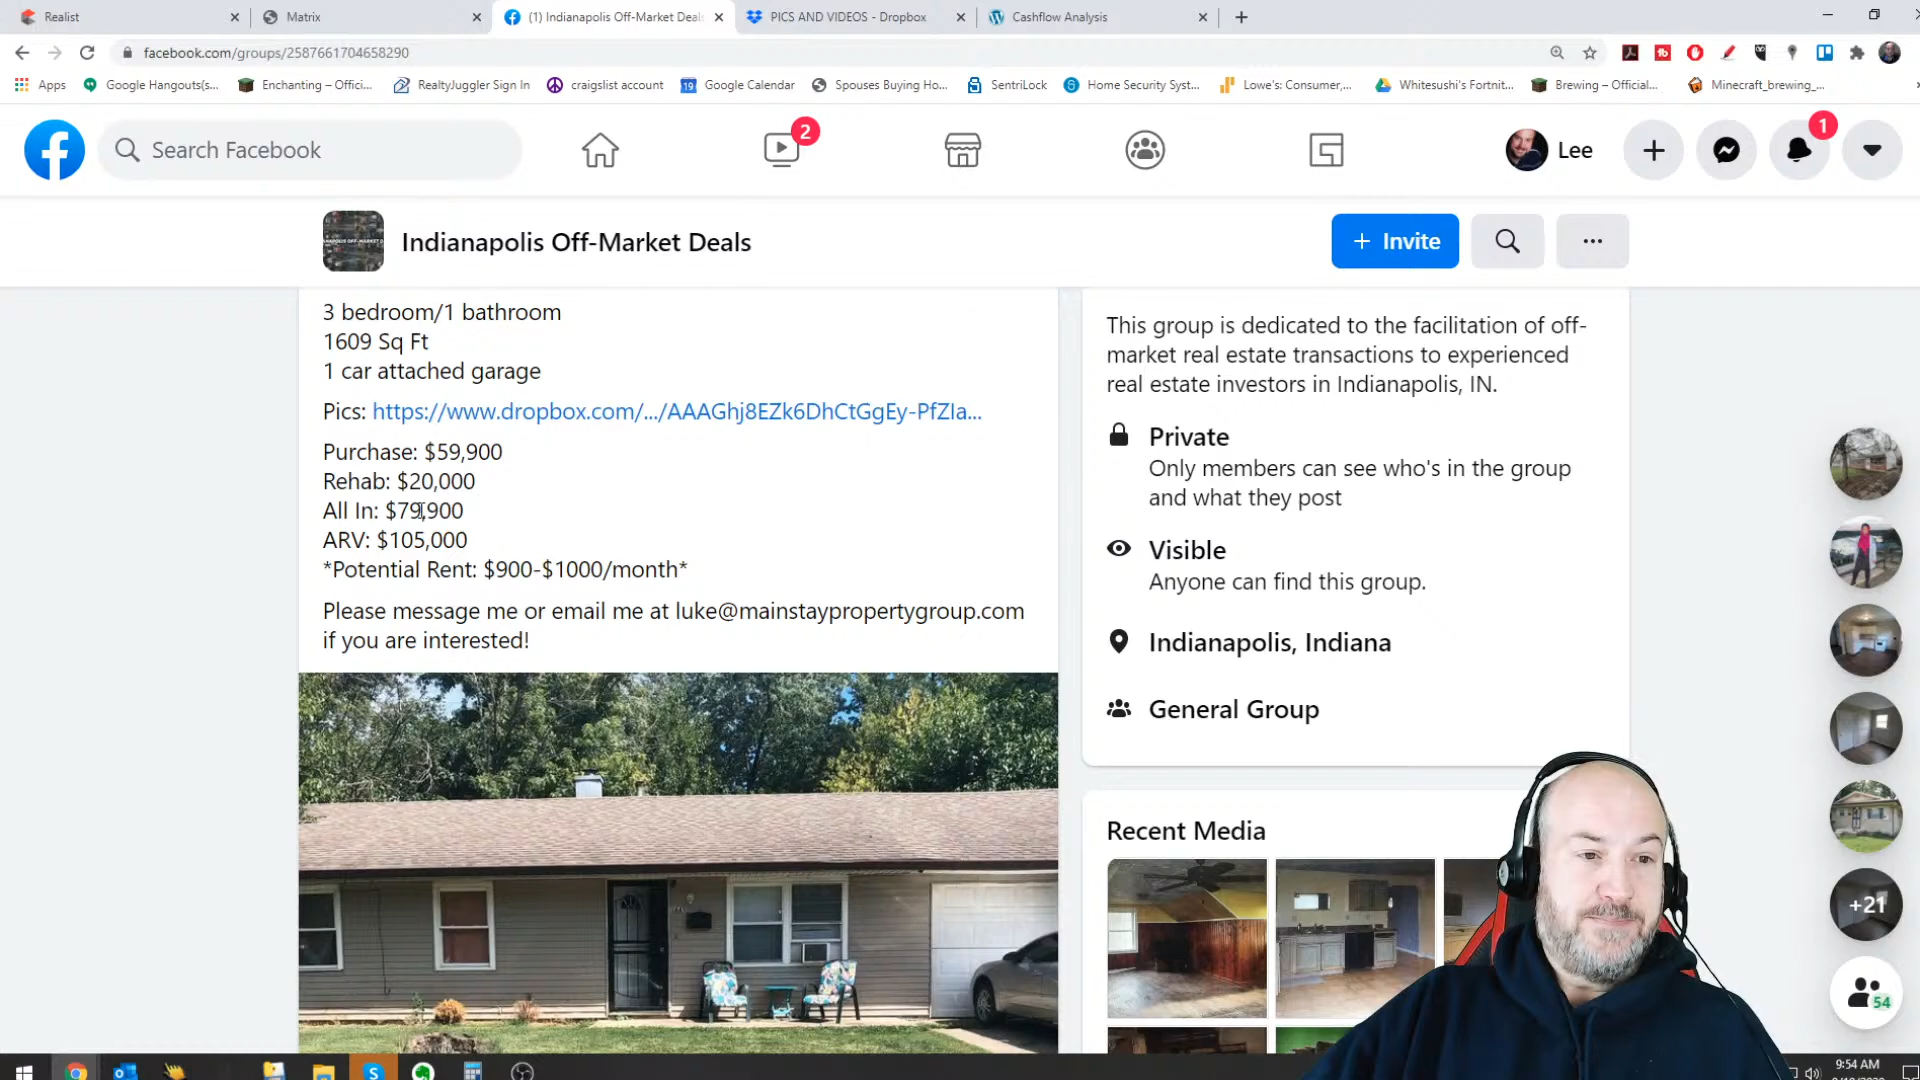 Realist
Matrix
(1) Indianapolis Off-Market Deals
PICS AND VIDEOS - Dropbox
Cashflow Analysis
facebook.com/groups/2587661704658290
Apps
Google Hangouts(s...
Enchanting – Offici...
RealtyJuggler Sign In
craigslist account
19
Google Calendar
Spouses Buying Ho...
SentriLock
Home Security Syst...
Lowe's: Consumer,...
Whitesushi's Fortnit...
Brewing – Official...
Minecraft_brewing_...
Search Facebook
2
Lee
1
Indianapolis Off-Market Deals
+ Invite
3 bedroom/1 bathroom
1609 Sq Ft
1 car attached garage
Pics: https://www.dropbox.com/.../AAAGhj8EZk6DhCtGgEy-PfZIa...
Purchase: $59,900
Rehab: $20,000
All In: $79,900
ARV: $105,000
*Potential Rent: $900-$1000/month*
Please message me or email me at luke@mainstaypropertygroup.com
if you are interested!
This group is dedicated to the facilitation of off-
market real estate transactions to experienced
real estate investors in Indianapolis, IN.
Private
Only members can see who's in the group
and what they post
Visible
Anyone can find this group.
Indianapolis, Indiana
General Group
Recent Media
+21
54
9:54 AM